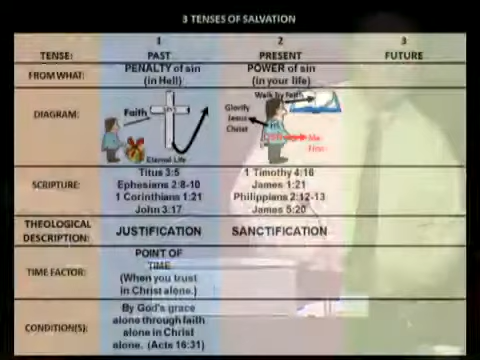 3 TENSES OF SALVATION
1 2 3
TENSE: PAST PRESENT FUTURE
FROM WHAT: PENALTY of sin POWER of sin
(in Hell) (in your life)
DIAGRAM:
Faith
Eternal Life
Walk by Faith
Glorify
Jesus
Christ
Me
First
SCRIPTURE:
Titus 3:5
Ephesians 2:8-10
1 Corinthians 1:21
John 3:17
1 Timothy 4:16
James 1:21
Philippians 2:12-13
James 5:20
THEOLOGICAL
DESCRIPTION:
JUSTIFICATION SANCTIFICATION
TIME FACTOR:
POINT OF
TIME
(When you trust
in Christ alone.)
CONDITION(S):
By God's grace
alone through faith
alone in Christ
alone. (Acts 16:31)